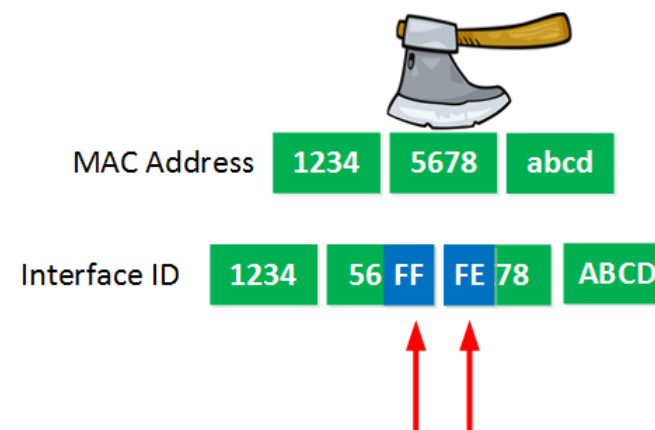 MAC Address 1234 5678 abcd
Interface ID 1234 56 FF FE 78 ABCD